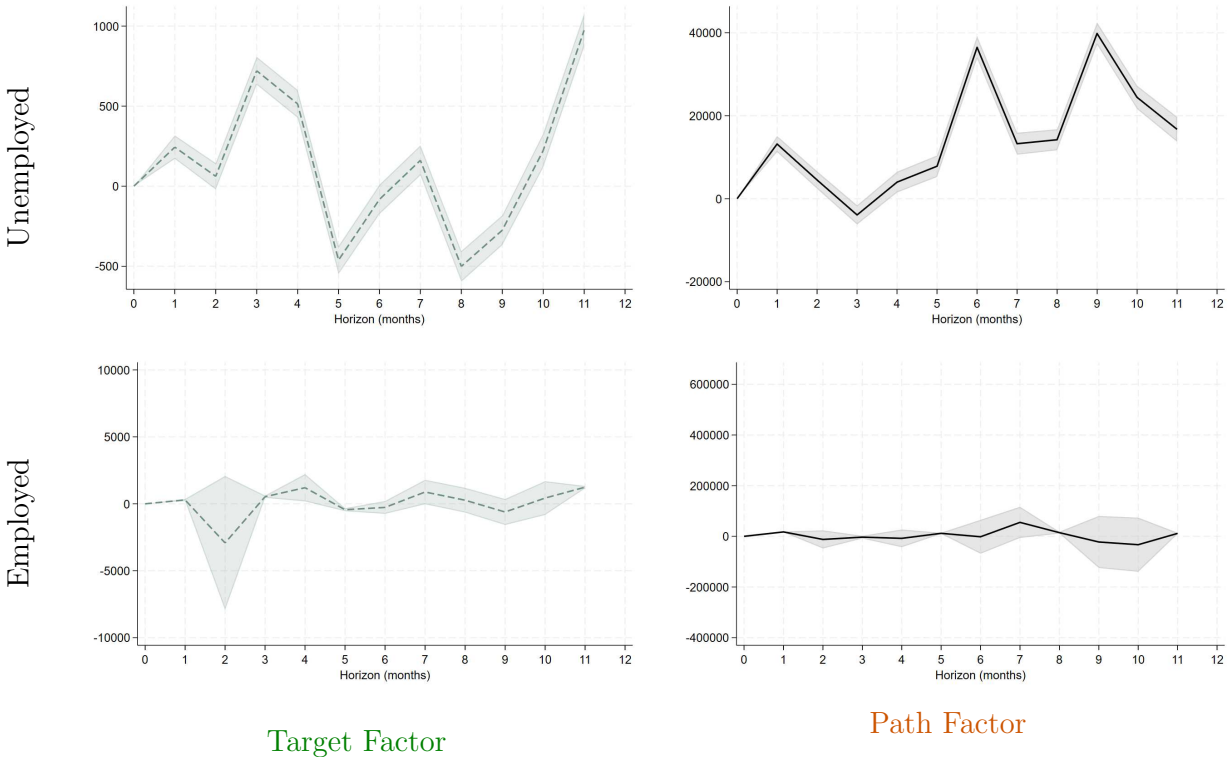 Unemployed
1000
500
0
-500
0 1 2 3 4 5 6 7 8 9 10 11 12
Horizon (months)
40000
20000
0
-20000
0 1 2 3 4 5 6 7 8 9 10 11 12
Horizon (months)
Employed
10000
5000
0
-5000
-10000
0 1 2 3 4 5 6 7 8 9 10 11 12
Horizon (months)
600000
400000
200000
0
-200000
-400000
0 1 2 3 4 5 6 7 8 9 10 11 12
Horizon (months)
Target Factor
Path Factor